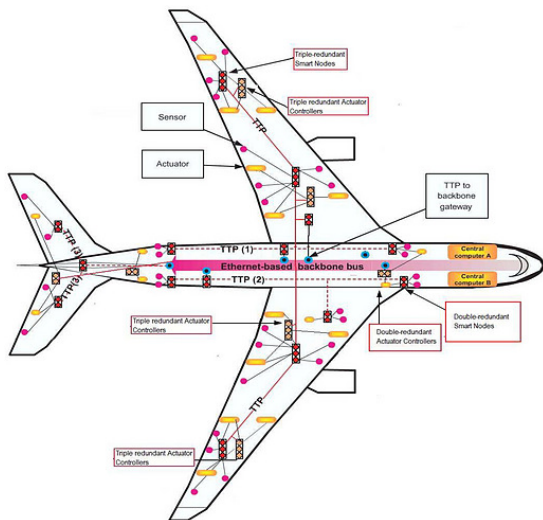 Triple-redundant
Smart Nodes
Triple redundant Actuator
Controllers
TTP
Sensor
Actuator
TTP to
backbone
gateway
TTP (3)
TTP (1)
Central
computer A
Ethernet-based backbone bus
TTP(3)
TTP (2)
Central
computer B
Triple redundant Actuator
Controllers
Double-redundant
Actuator Controllers
Double-redundant
Smart Nodes
TTP
Triple redundant Actuator
Controllers